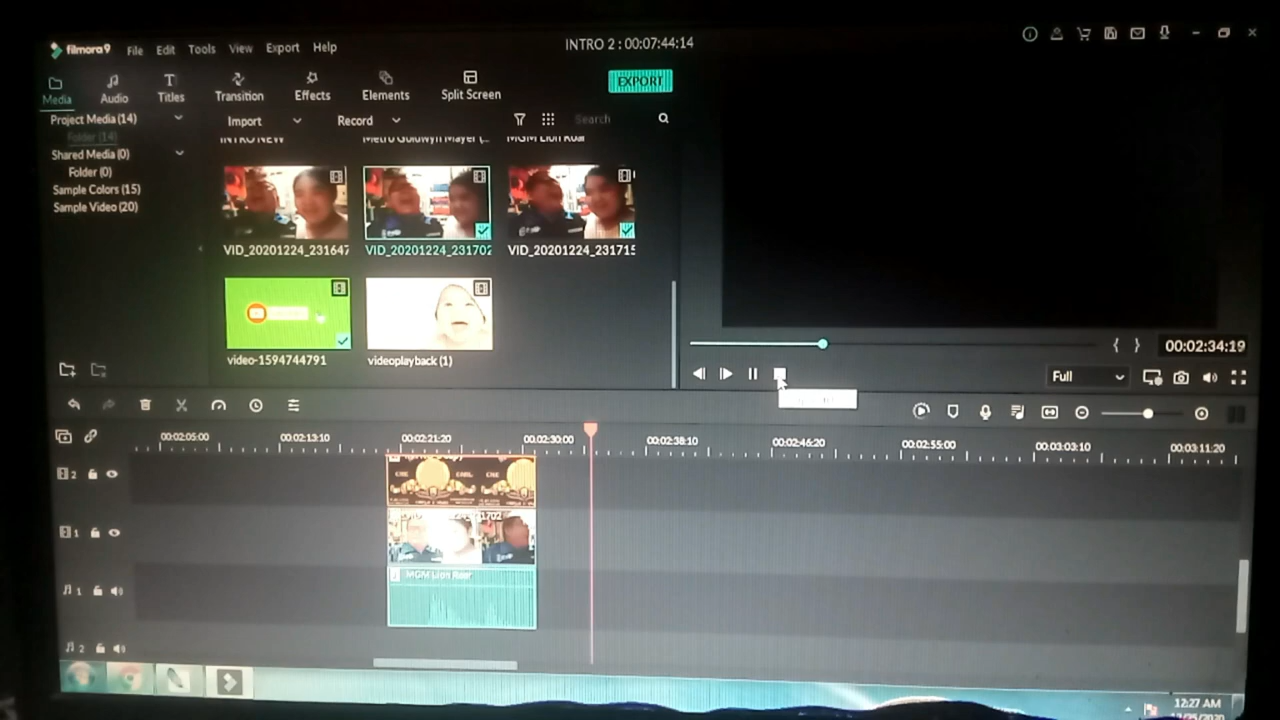 filmora9 File Edit Tools View Export Help INTRO 2 : 00:07:44:14
Media Audio Titles Transition Effects Elements Split Screen EXPORT
Project Media (14) Import Record Search
Folder (14)
Shared Media (0)
Folder (0)
Sample Colors (15)
Sample Video (20)
INTRO NEW Metro Goldwyn Mayer (... MGM Lion Roar
VID_20201224_231647 VID_20201224_231702 VID_20201224_231715
video-1594744791 videoplayback (1)
{ } 00:02:34:19
Full
00:02:05:00 00:02:13:10 00:02:21:20 00:02:30:00 00:02:38:10 00:02:46:20 00:02:55:00 00:03:03:10 00:03:11:20
2
1
MGM Lion Roar
1
2
12:27 AM
12/25/2020